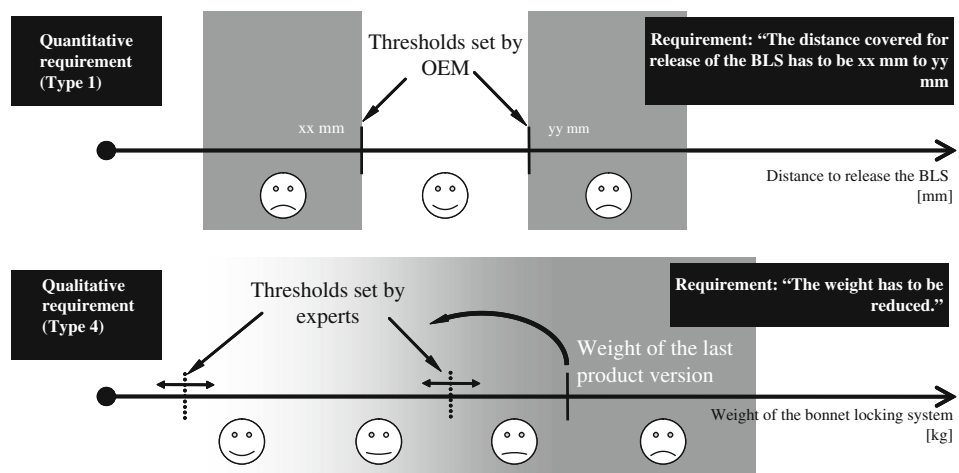 Quantitative
requirement
(Type 1)
Thresholds set by
OEM
Requirement: “The distance covered for
release of the BLS has to be xx mm to yy
mm
xx mm
yy mm
Distance to release the BLS
[mm]
Qualitative
requirement
(Type 4)
Thresholds set by
experts
Requirement: “The weight has to be
reduced.”
Weight of the last
product version
Weight of the bonnet locking system
[kg]